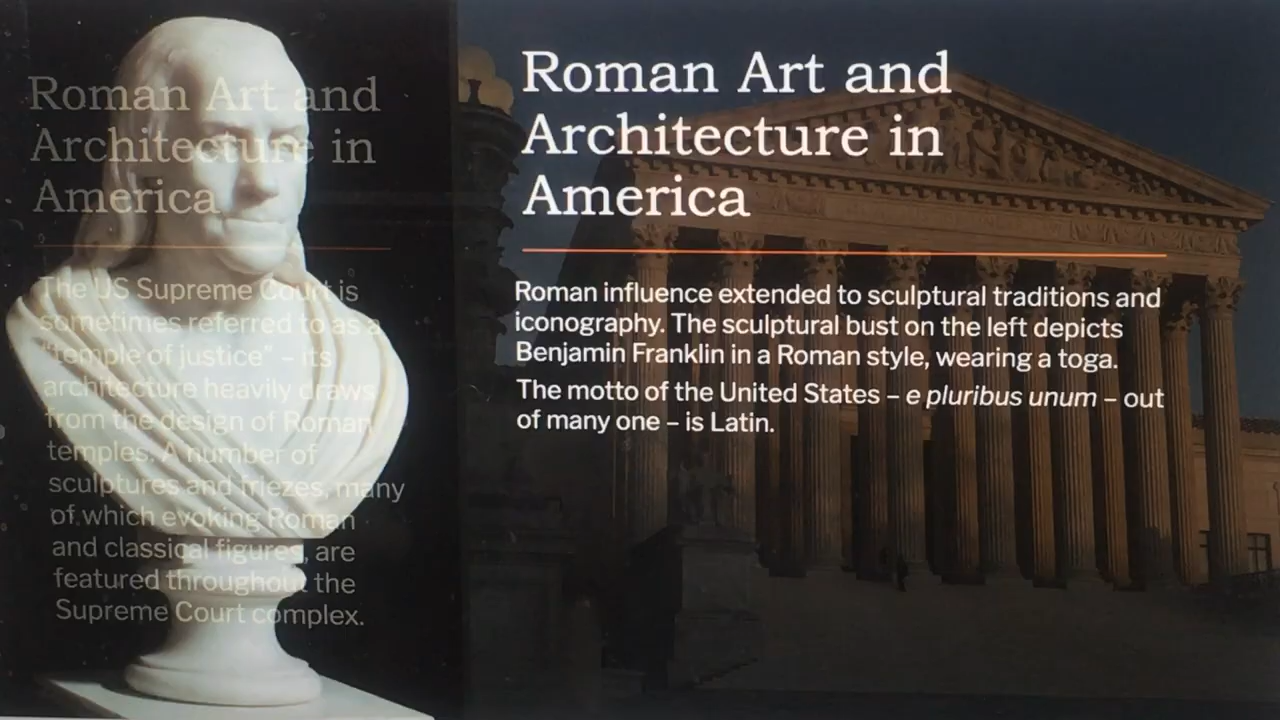 Roman Art and
Architecture in
America
The US Supreme Court is
sometimes referred to as a
"temple of justice" – its
architecture heavily draws
from the design of Roman
temples. A number of
sculptures and friezes, many
of which evoking Roman
and classical figures, are
featured throughout the
Supreme Court complex.
Roman Art and
Architecture in
America
Roman influence extended to sculptural traditions and
iconography. The sculptural bust on the left depicts
Benjamin Franklin in a Roman style, wearing a toga.
The motto of the United States – e pluribus unum – out
of many one – is Latin.